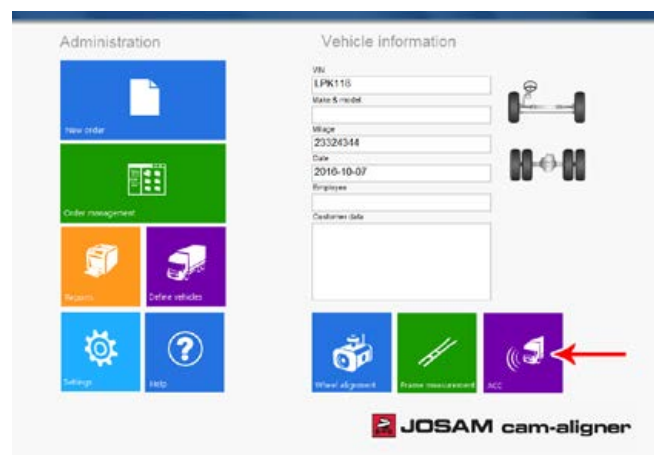 Administration
New order
Order management
Reports
Define vehicles
Settings
Help
Vehicle information
VIN
LPK118
Make & model
Milage
23324344
Date
2016-10-07
Employee
Customer data
Wheel alignment
Frame measurement
ACC
JOSAM cam-aligner